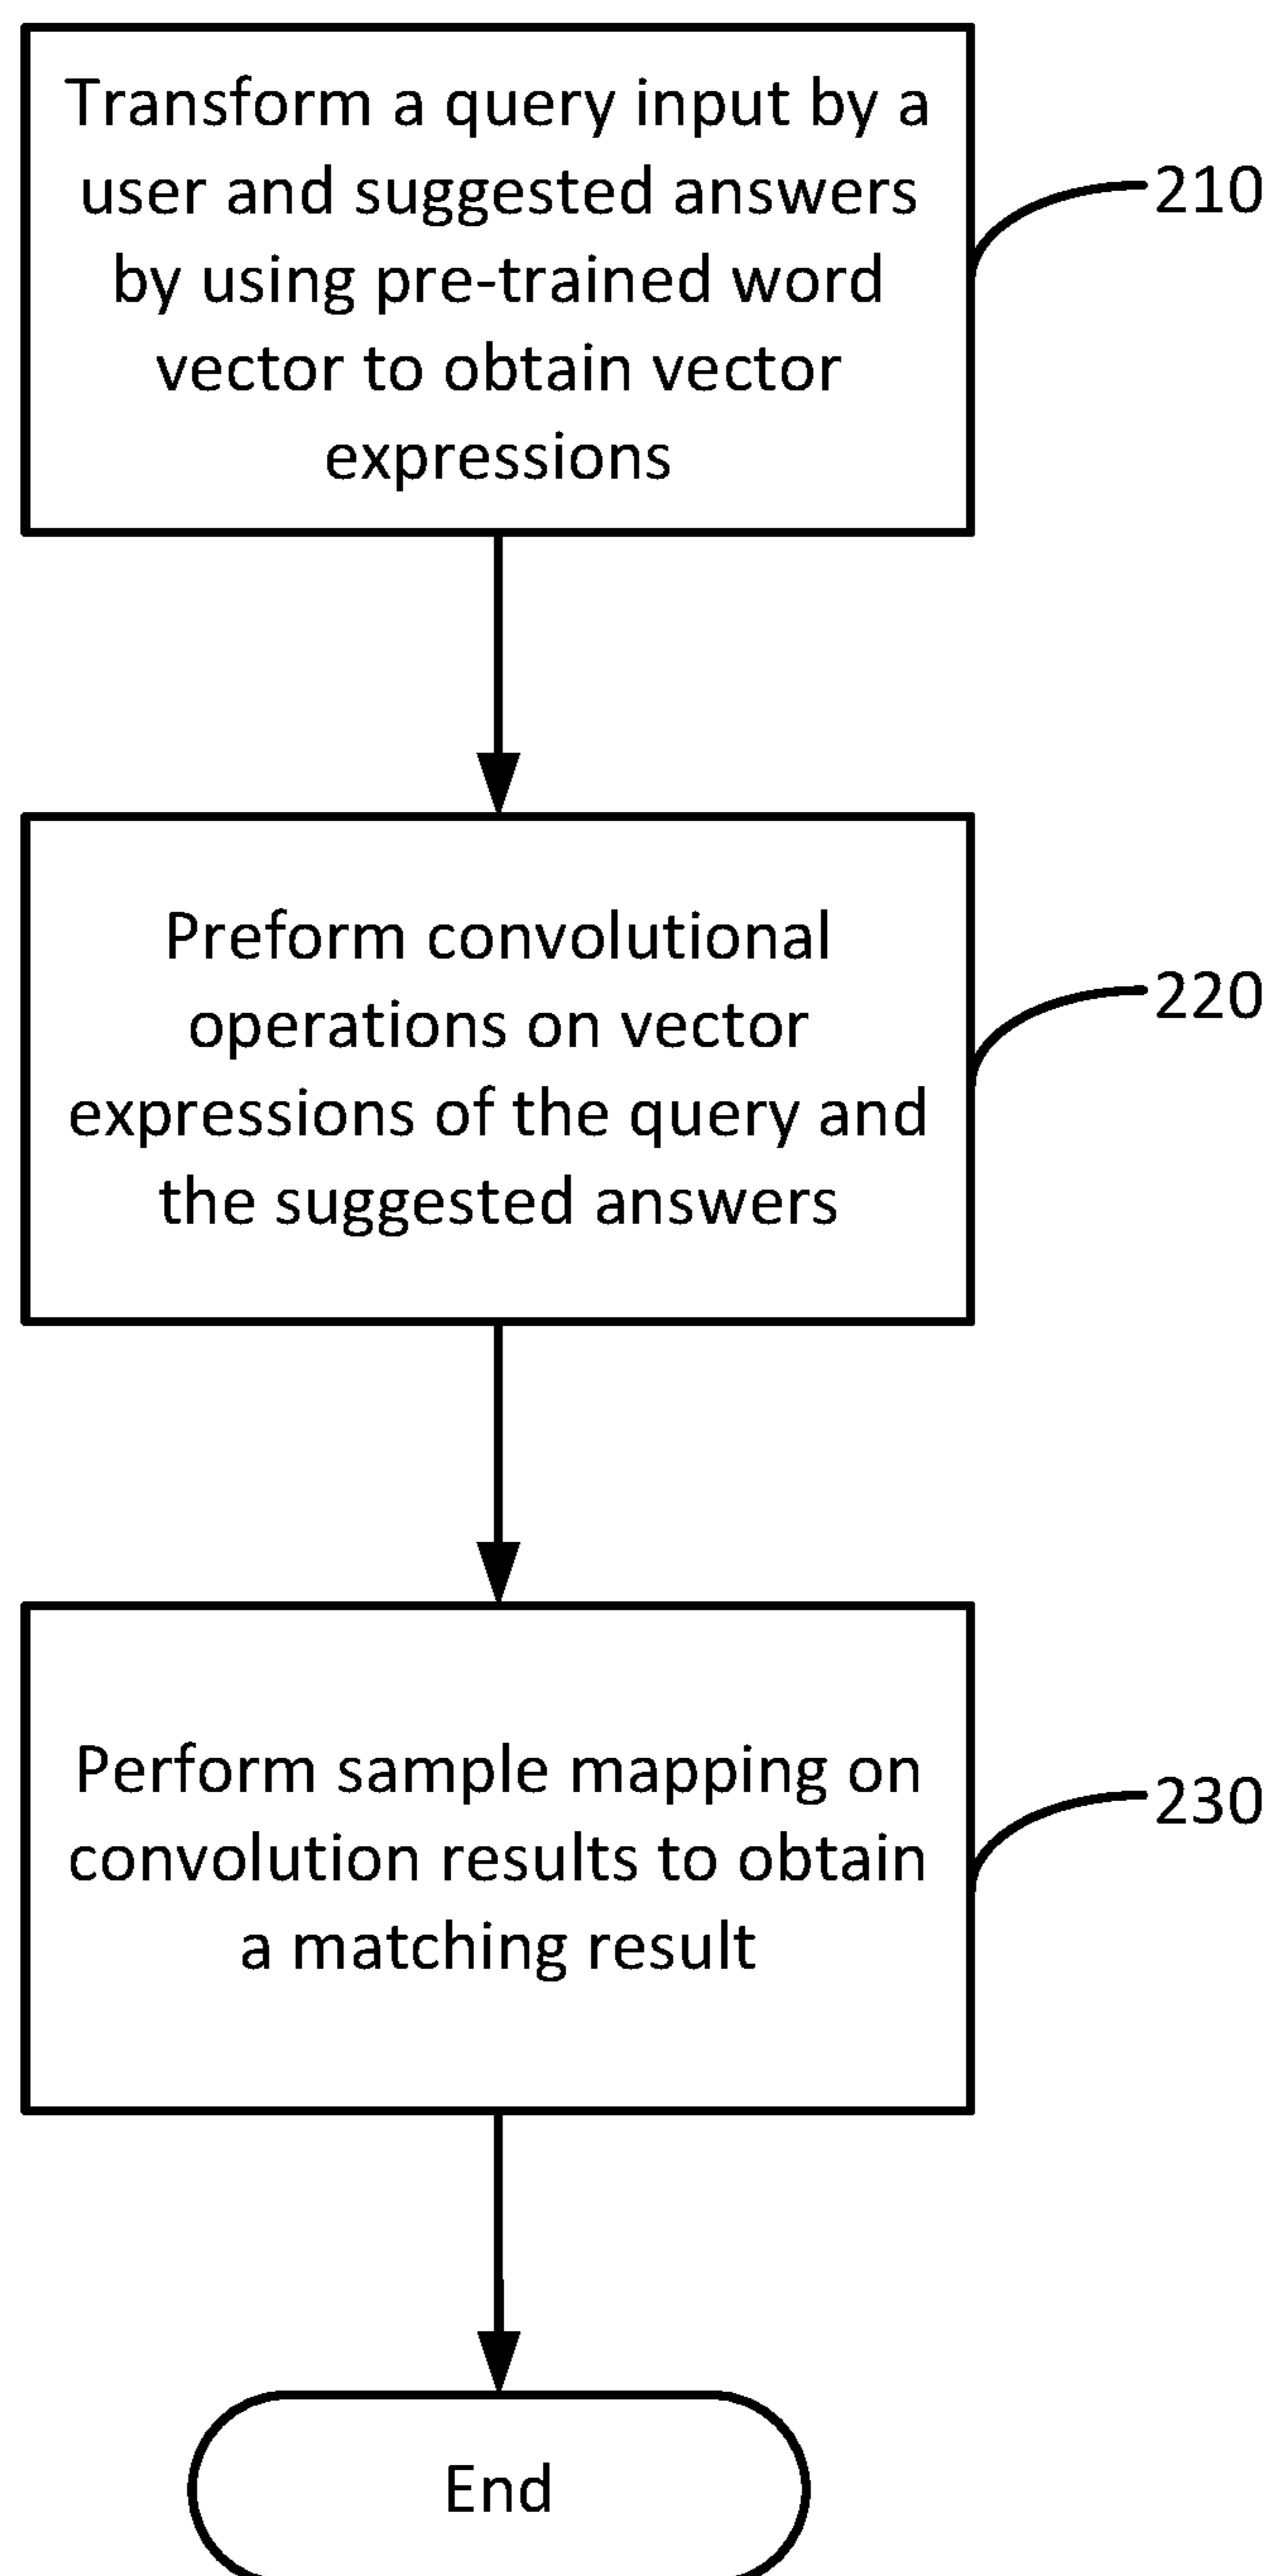 Transform a query input by a
user and suggested answers
by using pre-trained word
vector to obtain vector
expressions
210
Preform convolutional
operations on vector
expressions of the query and
the suggested answers
220
Perform sample mapping on
convolution results to obtain
a matching result
230
End